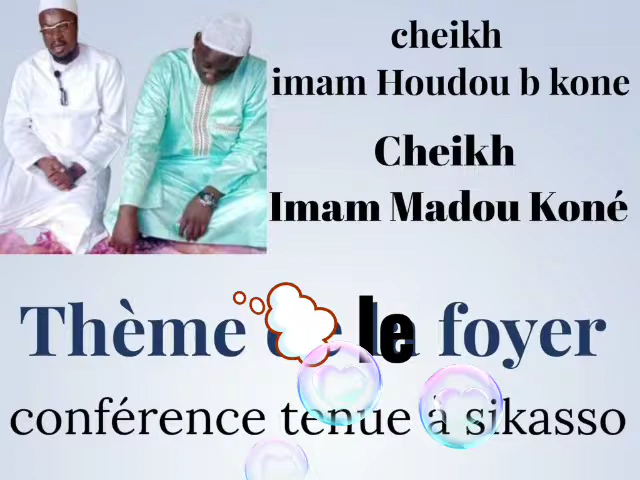 cheikh
imam Houdou b kone
Cheikh
Imam Madou Koné
Thème le foyer
conférence tenue à sikasso